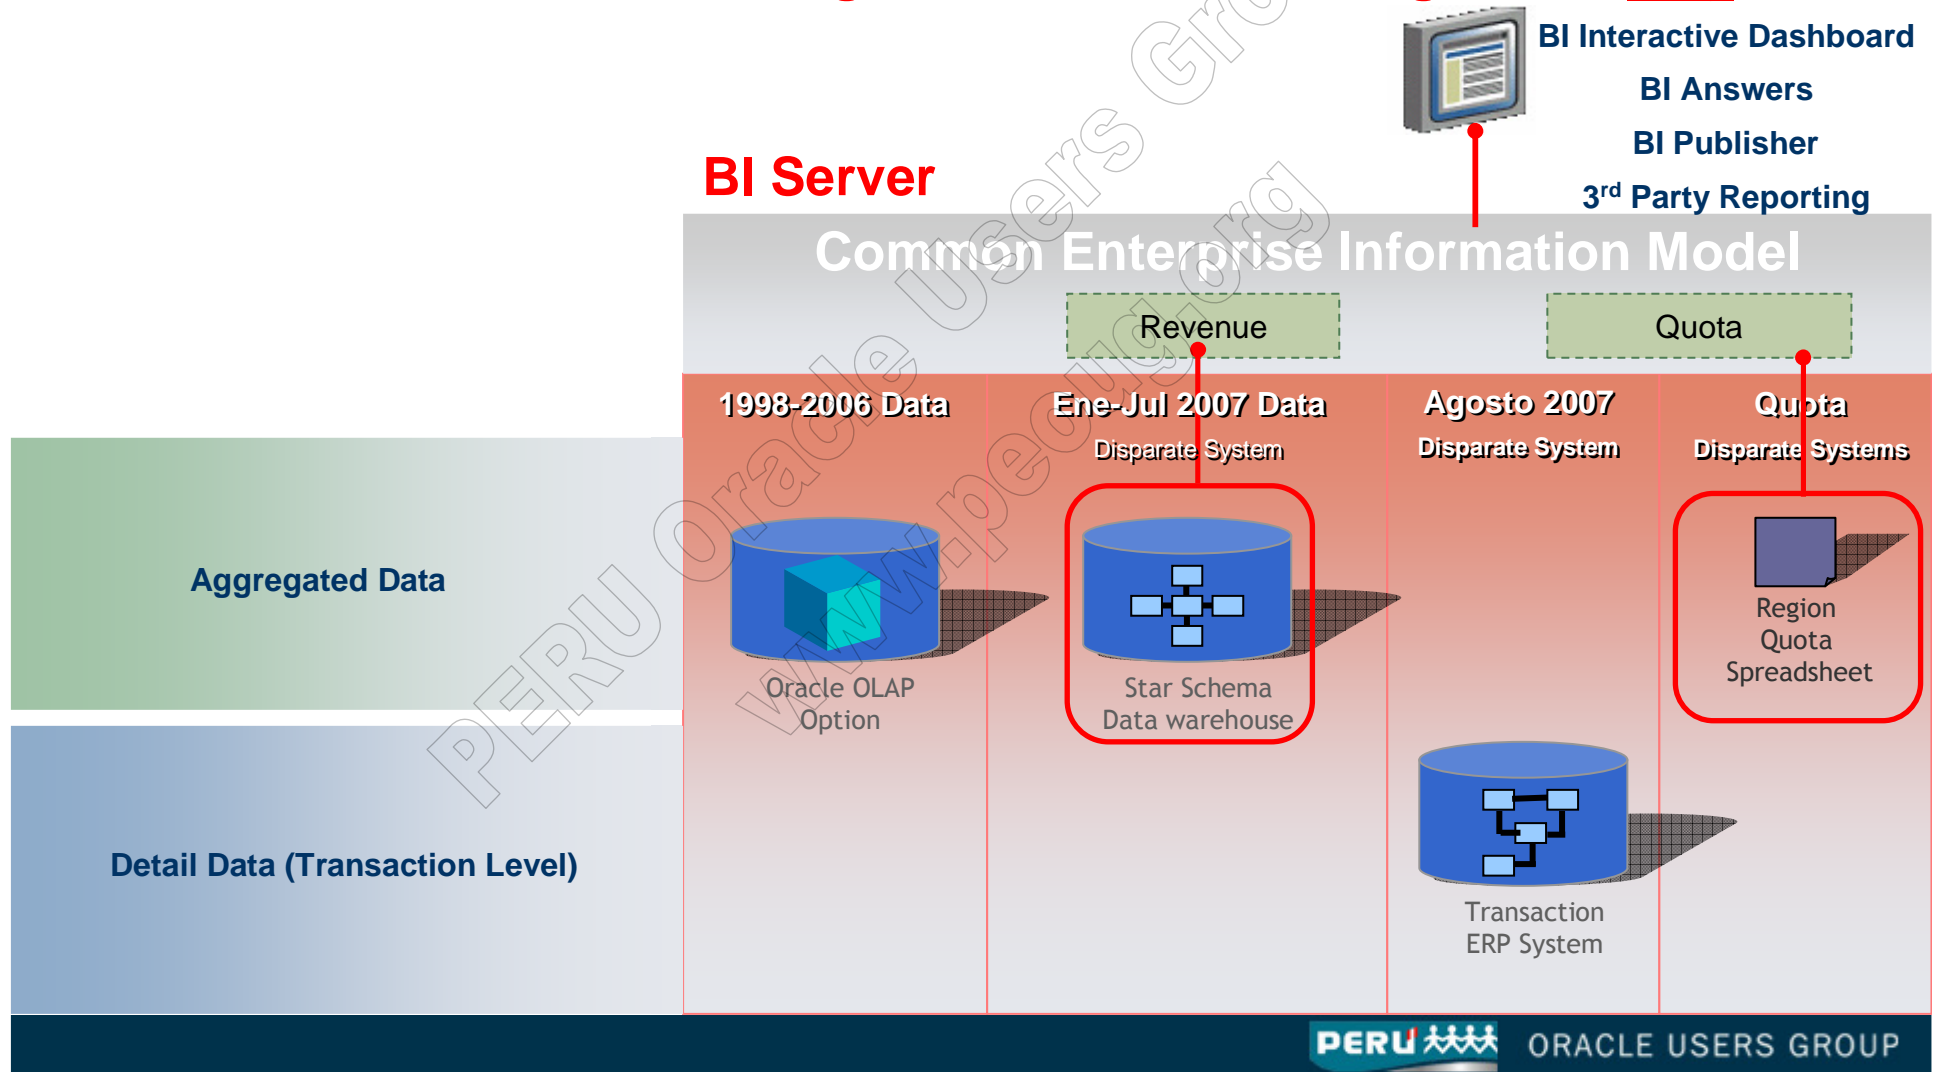 BI Interactive Dashboard
BI Answers
BI Publisher
3rd Party Reporting
BI Server
Common Enterprise Information Model
Revenue
Quota
1998-2006 Data
Ene-Jul 2007 Data
Disparate System
Agosto 2007
Disparate System
Quota
Disparate Systems
Aggregated Data
Oracle OLAP
Option
Star Schema
Data warehouse
Region
Quota
Spreadsheet
Detail Data (Transaction Level)
Transaction
ERP System
PERU Oracle Users Gro
www.peoug.org
PERU ORACLE USERS GROUP